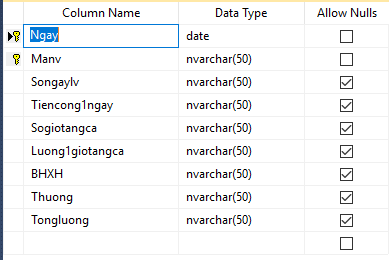 Column Name Data Type Allow Nulls
Ngay date
Manv nvarchar(50)
Songaylv nvarchar(50)
Tiencong1ngay nvarchar(50)
Sogiotangca nvarchar(50)
Luong1giotangca nvarchar(50)
BHXH nvarchar(50)
Thuong nvarchar(50)
Tongluong nvarchar(50)